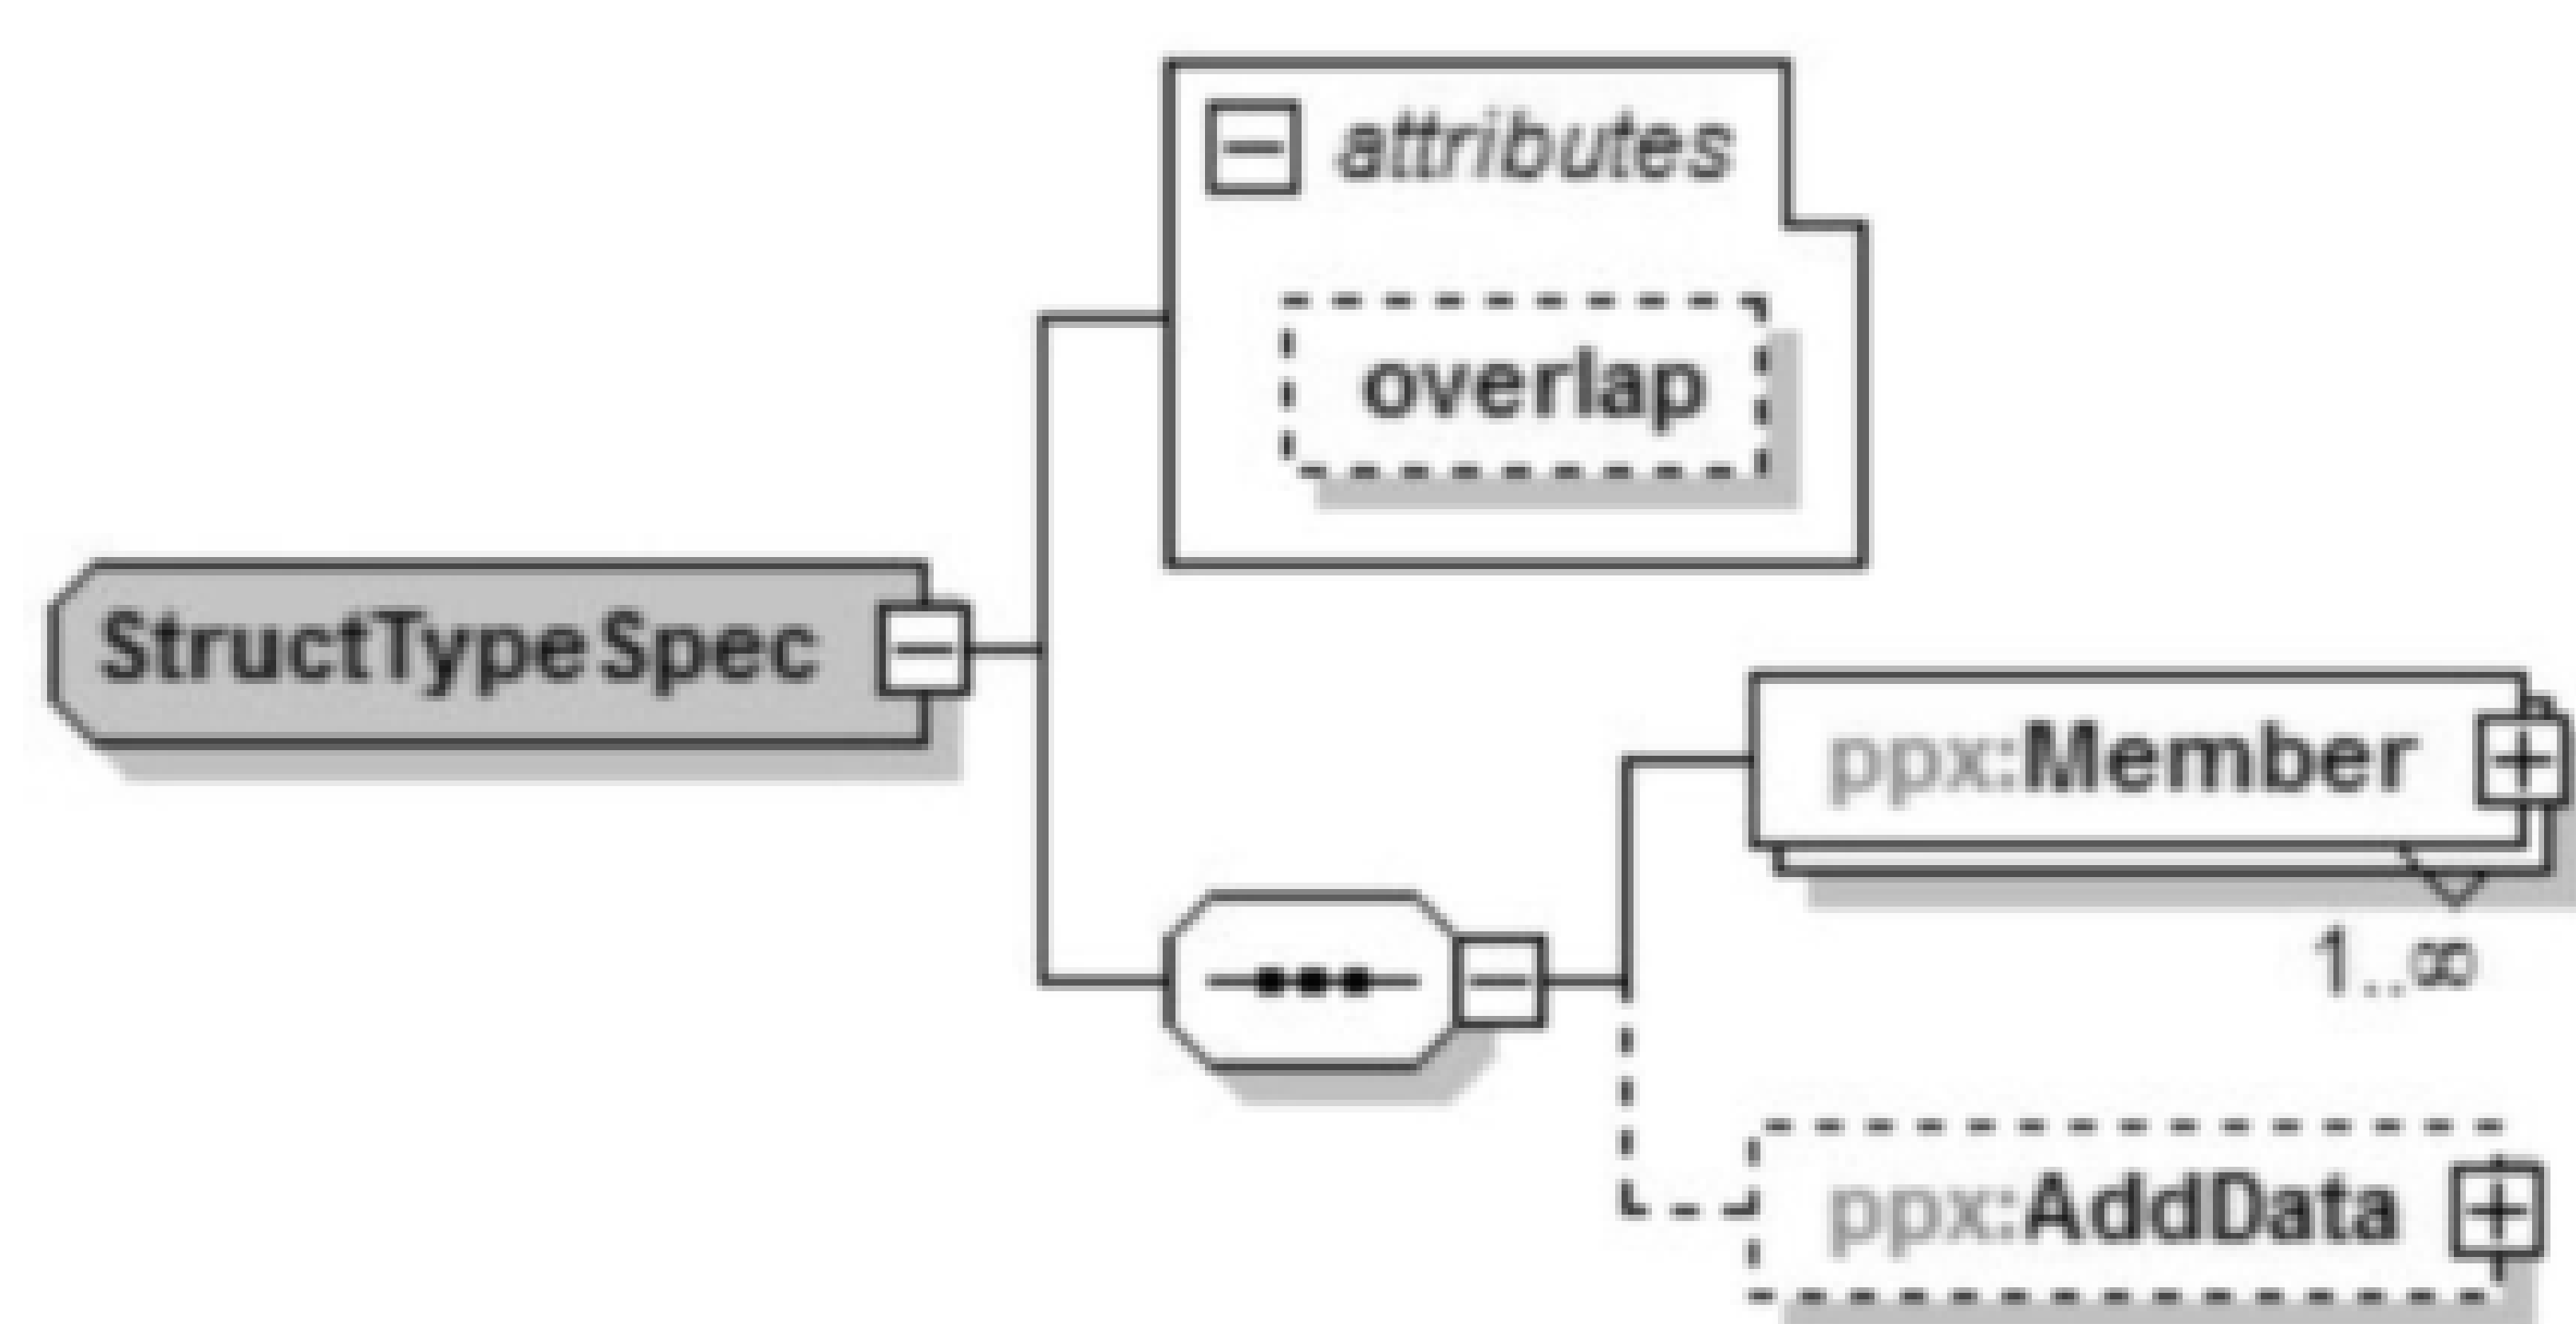 attributes
overlap
StructTypeSpec
ppx:Member
1..∞
ppx:AddData